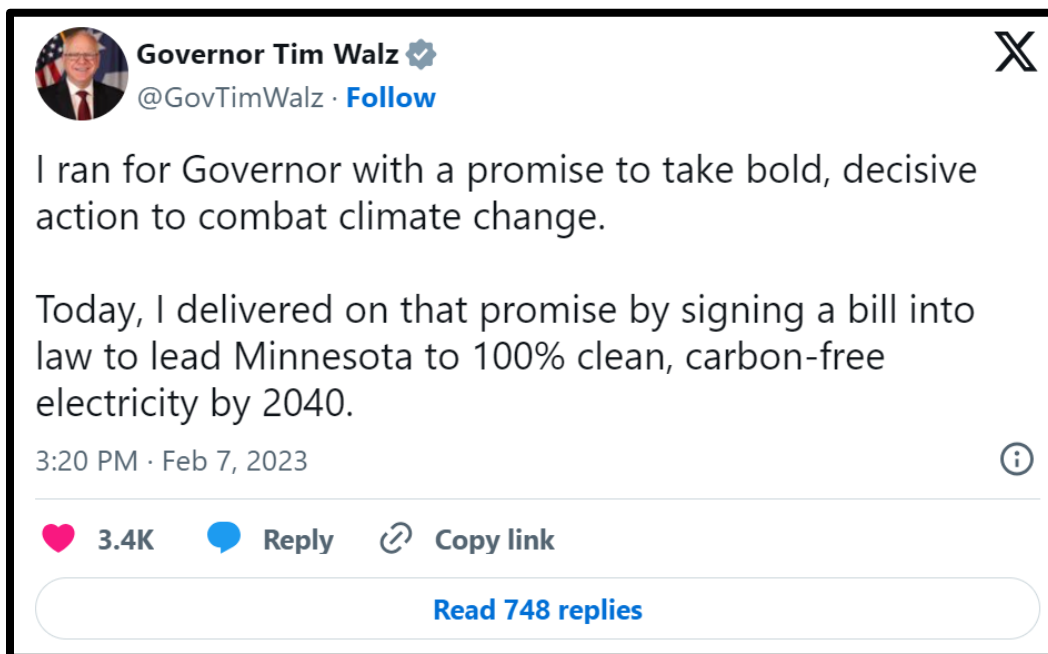 Governor Tim Walz
@GovTimWalz · Follow
I ran for Governor with a promise to take bold, decisive
action to combat climate change.
Today, I delivered on that promise by signing a bill into
law to lead Minnesota to 100% clean, carbon-free
electricity by 2040.
3:20 PM · Feb 7, 2023
3.4K Reply Copy link
Read 748 replies